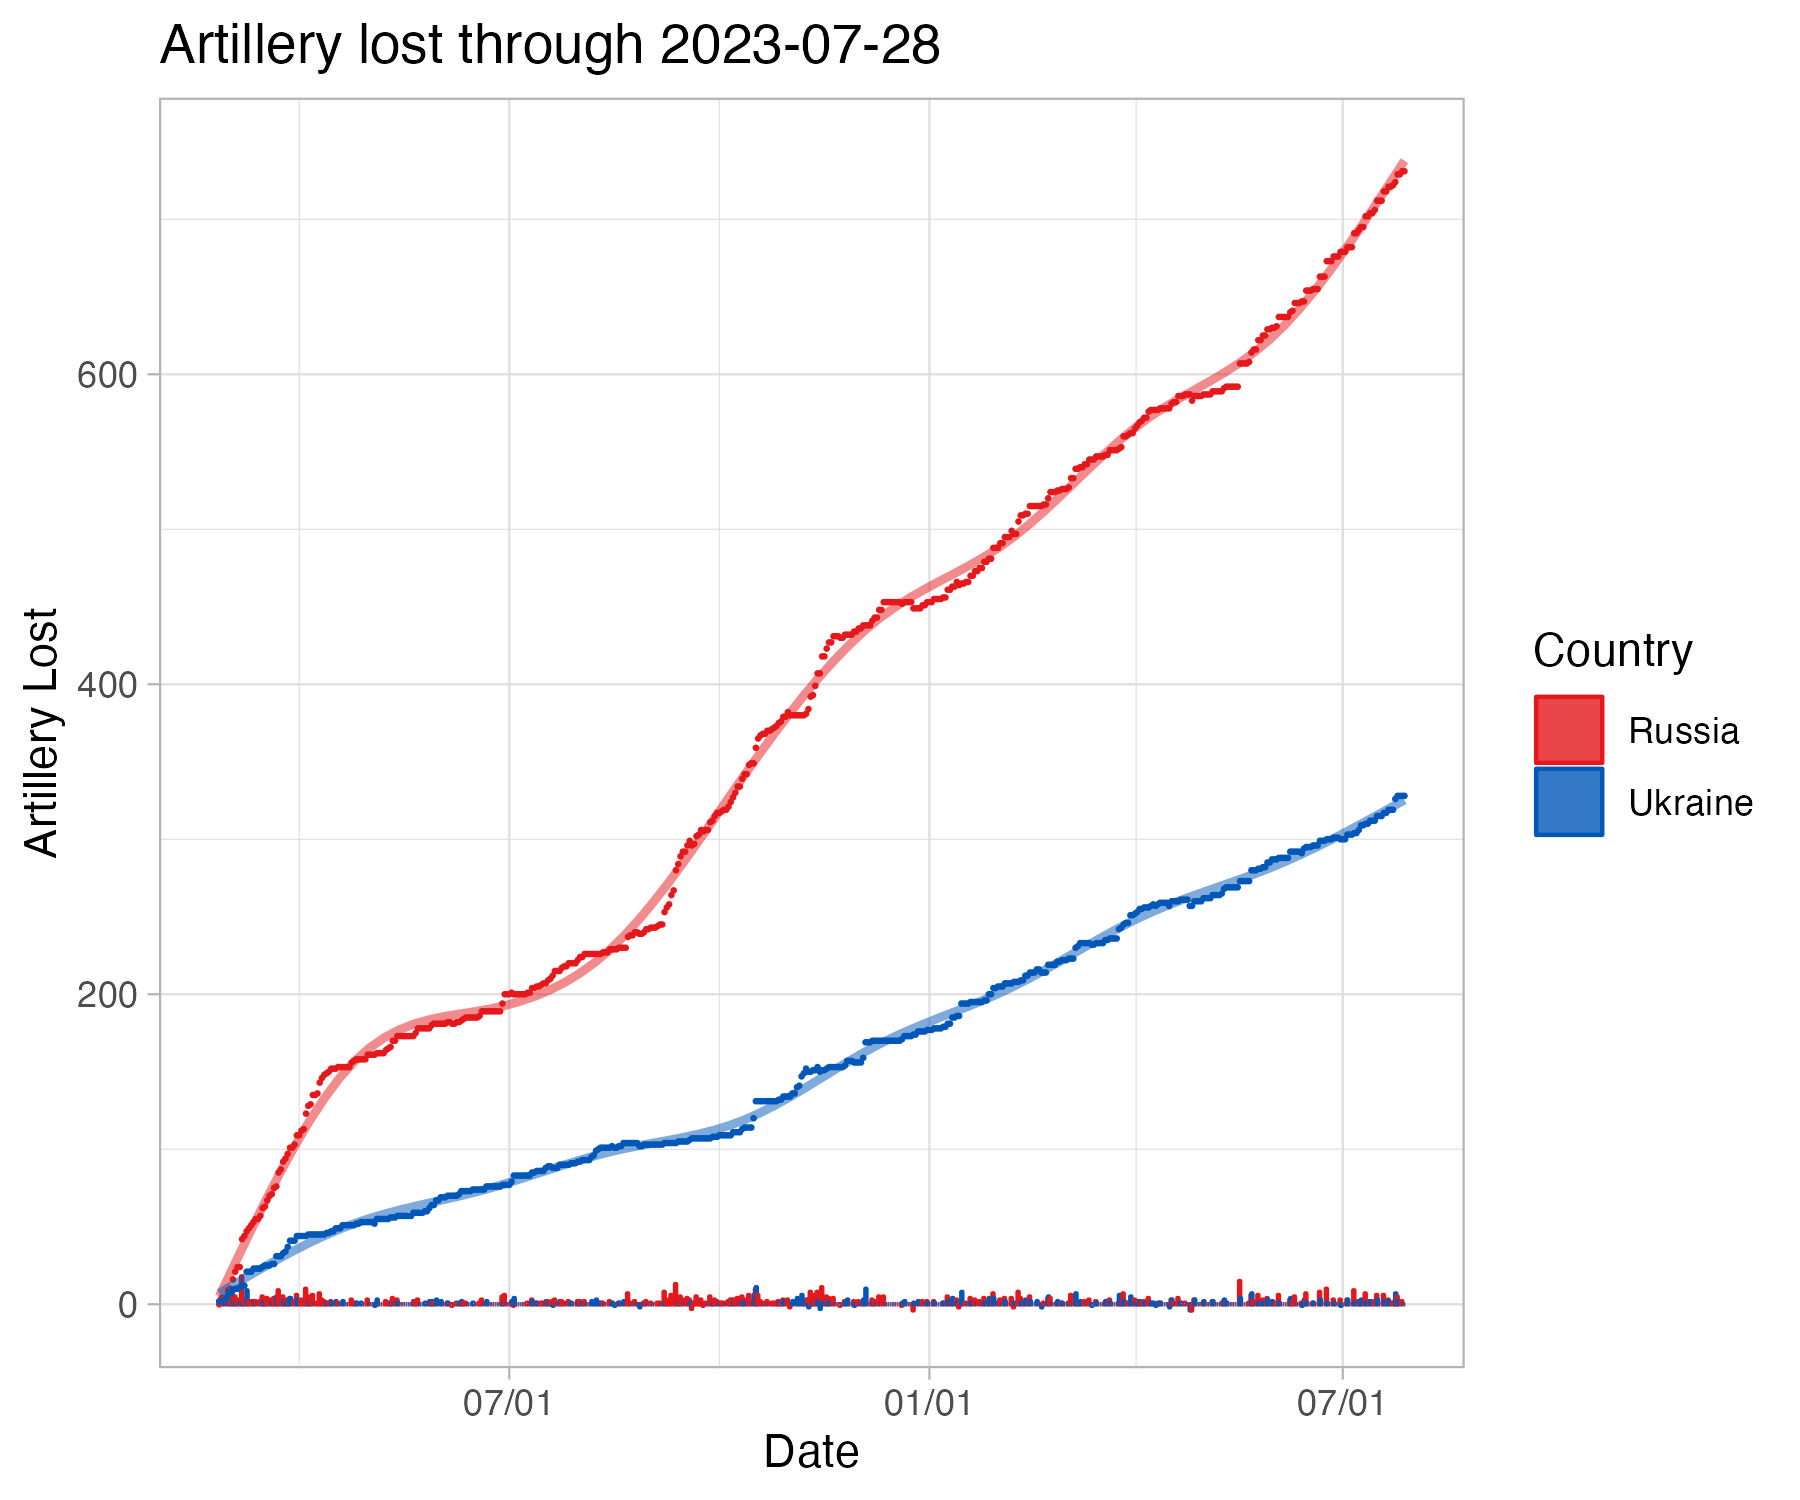 Artillery lost through 2023-07-28
Artillery Lost
600
400
200
0
07/01
01/01
07/01
Date
Country
Russia
Ukraine